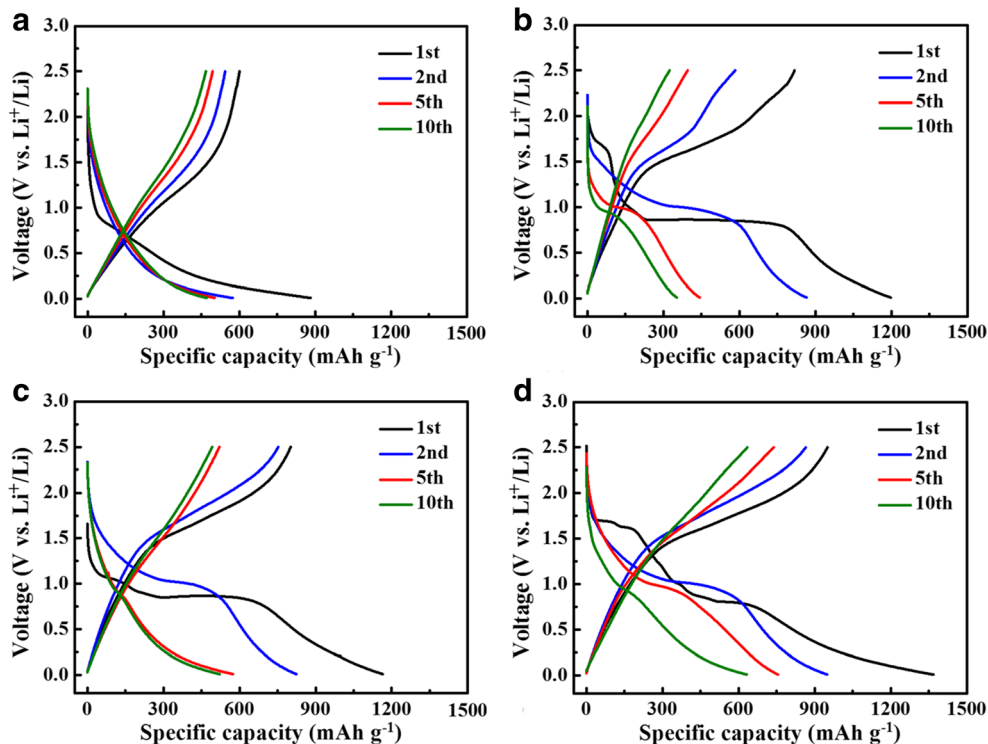 a
3.0
2.5
2.0
1.5
1.0
0.5
0.0
Voltage (V vs. Li⁺/Li)
1st
2nd
5th
10th
0 300 600 900 1200 1500
Specific capacity (mAh g⁻¹)
b
3.0
2.5
2.0
1.5
1.0
0.5
0.0
Voltage (V vs. Li⁺/Li)
1st
2nd
5th
10th
0 300 600 900 1200 1500
Specific capacity (mAh g⁻¹)
c
3.0
2.5
2.0
1.5
1.0
0.5
0.0
Voltage (V vs. Li⁺/Li)
1st
2nd
5th
10th
0 300 600 900 1200 1500
Specific capacity (mAh g⁻¹)
d
3.0
2.5
2.0
1.5
1.0
0.5
0.0
Voltage (V vs. Li⁺/Li)
1st
2nd
5th
10th
0 300 600 900 1200 1500
Specific capacity (mAh g⁻¹)